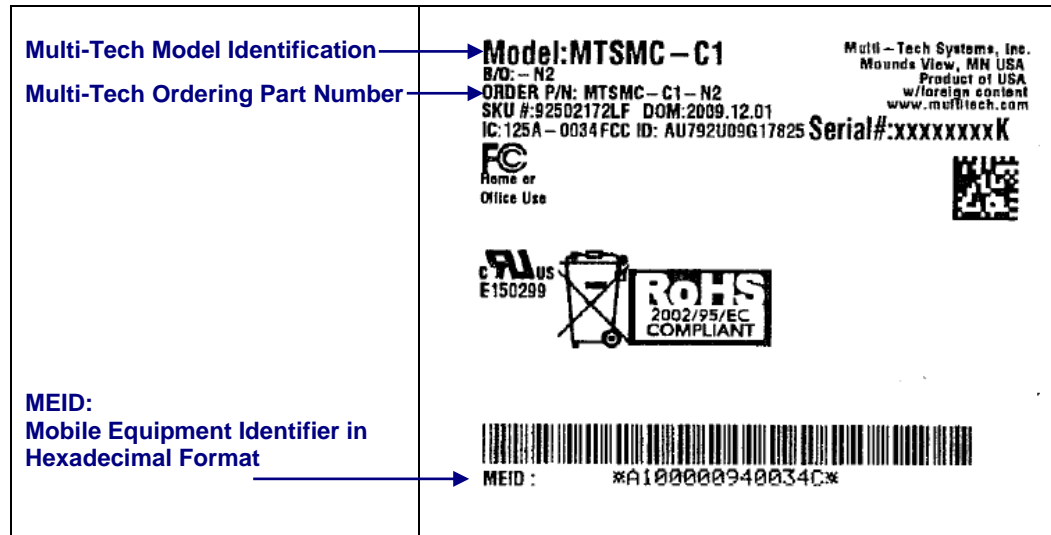 Multi-Tech Model Identification
Multi-Tech Ordering Part Number
MEID:
Mobile Equipment Identifier in
Hexadecimal Format
Model:MTSMC-C1
B/O:-N2
ORDER P/N: MTSMC-C1-N2
SKU #:92502172LF DOM:2009.12.01
IC:125A-0034 FCC ID: AU792U09G17825
Multi-Tech Systems, Inc.
Mounds View, MN USA
Product of USA
w/foreign content
www.multitech.com
Serial#:xxxxxxxxK
FC
Home or
Office Use
C RU US
E150299
RoHS
2002/95/EC
COMPLIANT
MEID : *A100000940034C*